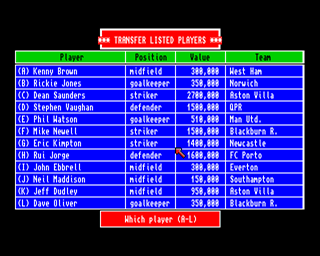 *** TRANSFER LISTED PLAYERS ***
Player Position Value Team
(A) Kenny Brown midfield 300,000 West Ham
(B) Rickie Jones goalkeeper 350,000 Norwich
(C) Dean Saunders striker 2700,000 Aston Villa
(D) Stephen Vaughan defender 1500,000 QPR
(E) Phil Watson goalkeeper 510,000 Man Utd.
(F) Mike Newell striker 1500,000 Blackburn R.
(G) Eric Kimpton striker 1400,000 Newcastle
(H) Rui Jorge defender 1600,000 FC Porto
(I) John Ebbrell midfield 300,000 Everton
(J) Neil Maddison midfield 150,000 Southampton
(K) Jeff Dudley midfield 950,000 Aston Villa
(L) Dave Oliver goalkeeper 350,000 Blackburn R.
Which player (A-L)